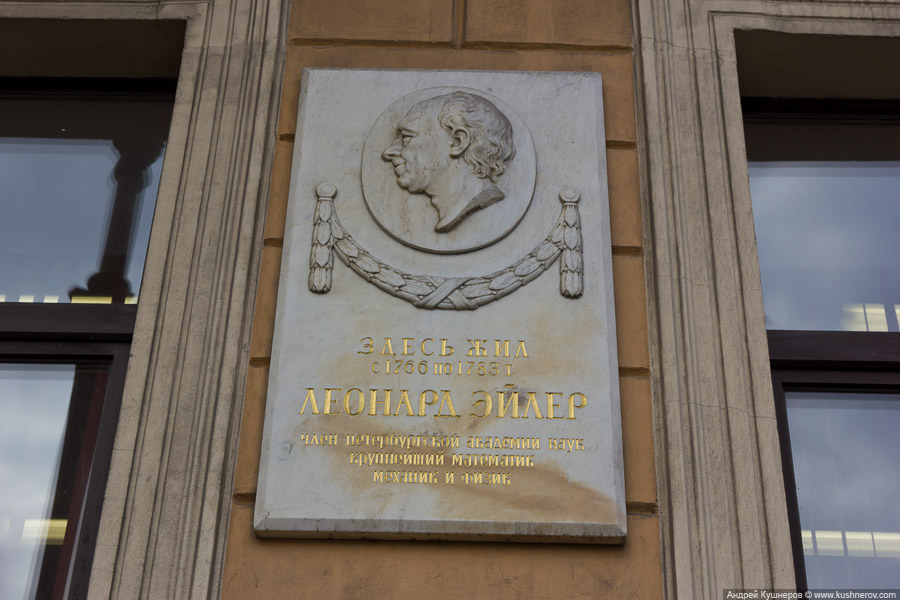 ЗДЕСЬ ЖИЛ
с 1766 по 1783 г.
ЛЕОНАРД ЭЙЛЕР
член Петербургской академии наук
крупнейший математик
механик и физик
Андрей Кушнеров © www.kushnerov.com